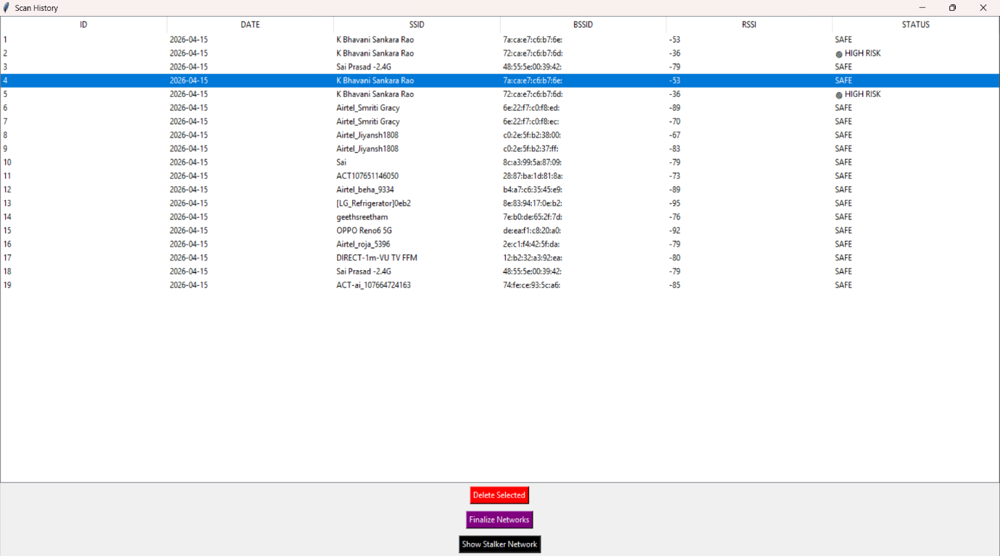 Scan History
ID DATE SSID BSSID RSSI STATUS
1 2026-04-15 K Bhavani Sankara Rao 7a:ca:e7:c6:b7:6e: -53 SAFE
2 2026-04-15 K Bhavani Sankara Rao 72:ca:e7:c6:b7:6d: -36 HIGH RISK
3 2026-04-15 Sai Prasad -2.4G 48:55:5e:00:39:42: -79 SAFE
4 2026-04-15 K Bhavani Sankara Rao 7a:ca:e7:c6:b7:6e: -53 SAFE
5 2026-04-15 K Bhavani Sankara Rao 72:ca:e7:c6:b7:6d: -36 HIGH RISK
6 2026-04-15 Airtel_Smriti Gracy 6e:22:f7:c0:f8:ed: -89 SAFE
7 2026-04-15 Airtel_Smriti Gracy 6e:22:f7:c0:f8:ec: -70 SAFE
8 2026-04-15 Airtel_Jiyansh1808 c0:2e:5f:b2:38:00: -67 SAFE
9 2026-04-15 Airtel_Jiyansh1808 c0:2e:5f:b2:37:ff: -83 SAFE
10 2026-04-15 Sai 8c:a3:99:5a:87:09: -79 SAFE
11 2026-04-15 ACT107651146050 28:87:ba:1d:81:8a: -73 SAFE
12 2026-04-15 Airtel_beha_9334 b4:a7:c6:35:45:e9: -89 SAFE
13 2026-04-15 [LG_Refrigerator]0eb2 8e:83:94:17:0e:b2: -95 SAFE
14 2026-04-15 geethsreetham 7e:b0:de:65:2f:7d: -76 SAFE
15 2026-04-15 OPPO Reno6 5G de:ea:f1:c8:20:a0: -92 SAFE
16 2026-04-15 Airtel_roja_5396 2e:c1:f4:42:5f:da: -79 SAFE
17 2026-04-15 DIRECT-1m-VU TV FFM 12:b2:32:a3:92:ea: -80 SAFE
18 2026-04-15 Sai Prasad -2.4G 48:55:5e:00:39:42: -79 SAFE
19 2026-04-15 ACT-ai_107664724163 74:fe:ce:93:5c:a6: -85 SAFE
Delete Selected
Finalize Networks
Show Stalker Network